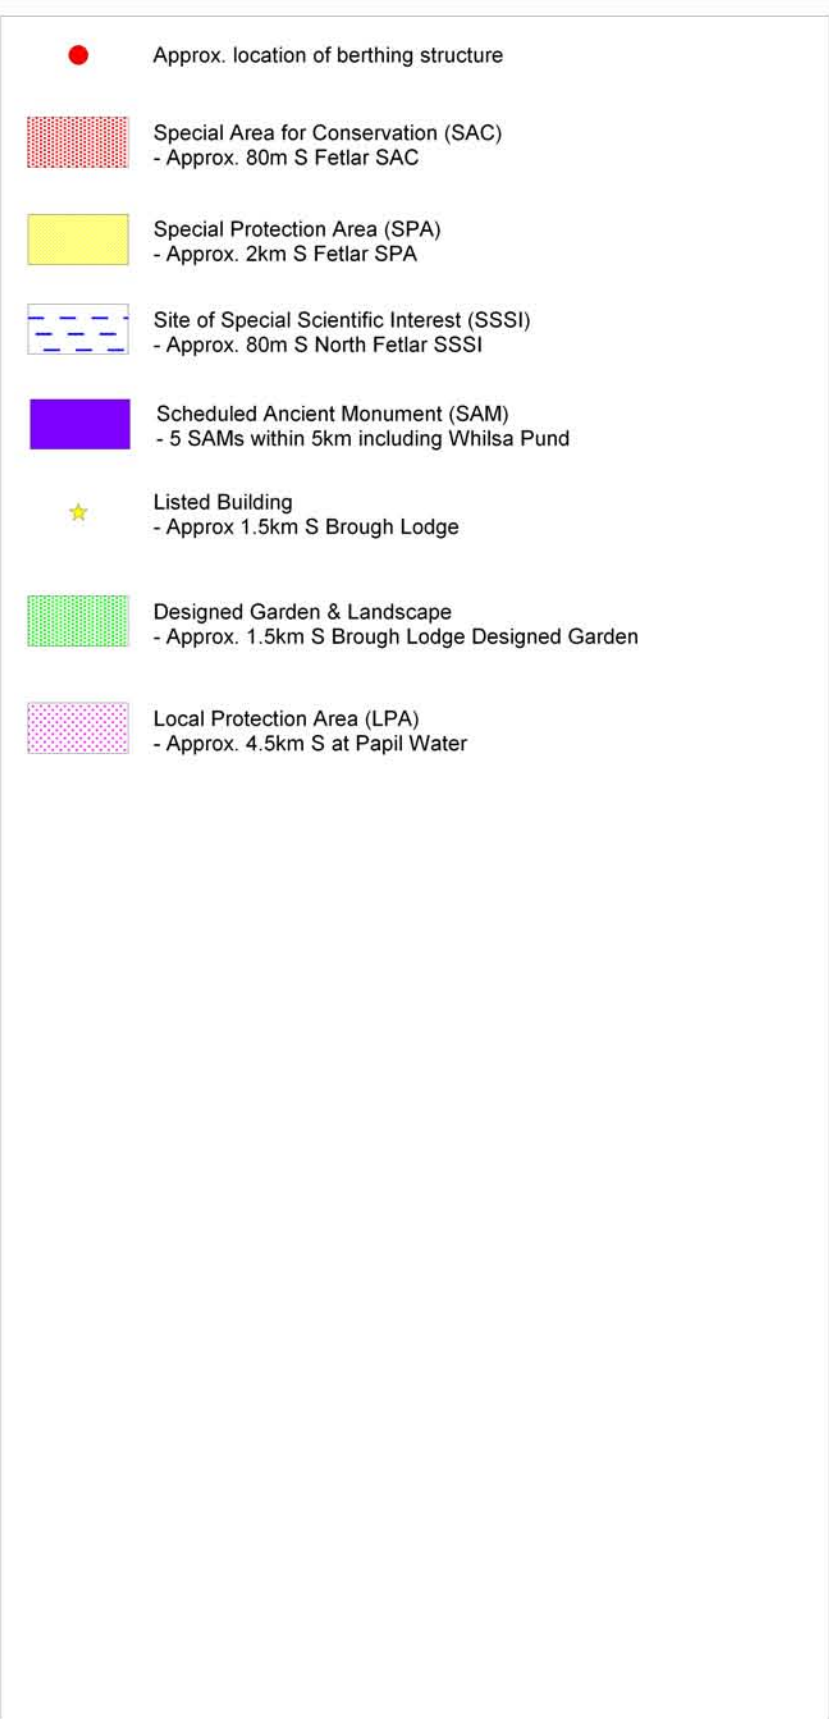 Approx. location of berthing structure
Special Area for Conservation (SAC)
- Approx. 80m S Fetlar SAC
Special Protection Area (SPA)
- Approx. 2km S Fetlar SPA
Site of Special Scientific Interest (SSSI)
- Approx. 80m S North Fetlar SSSI
Scheduled Ancient Monument (SAM)
- 5 SAMs within 5km including Whilsa Pund
Listed Building
- Approx 1.5km S Brough Lodge
Designed Garden & Landscape
- Approx. 1.5km S Brough Lodge Designed Garden
Local Protection Area (LPA)
- Approx. 4.5km S at Papil Water